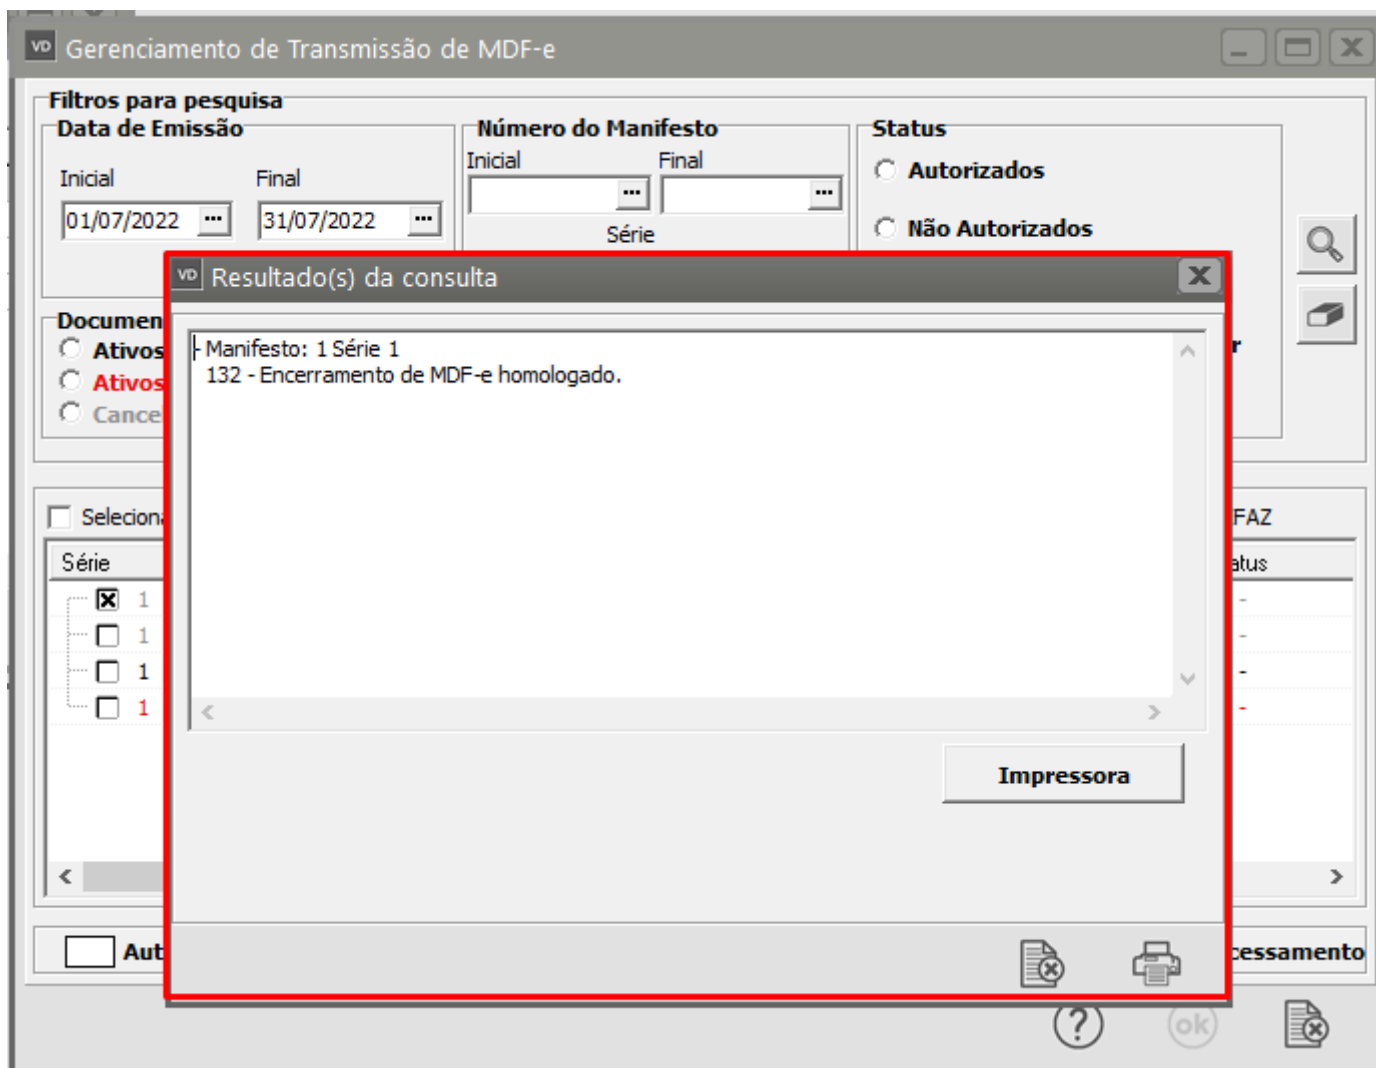 VD Gerenciamento de Transmissão de MDF-e
Filtros para pesquisa
Data de Emissão
Inicial Final
01/07/2022 ... 31/07/2022 ...
Número do Manifesto
Inicial Final
... ...
Série
Status
Autorizados
Não Autorizados
r
Documen
Ativos
Ativos
Cance
VD Resultado(s) da consulta
- Manifesto: 1 Série 1
132 - Encerramento de MDF-e homologado.
Impressora
Seleciona
FAZ
Série
atus
1 -
1 -
1 -
1 -
Aut
cessamento
? ok